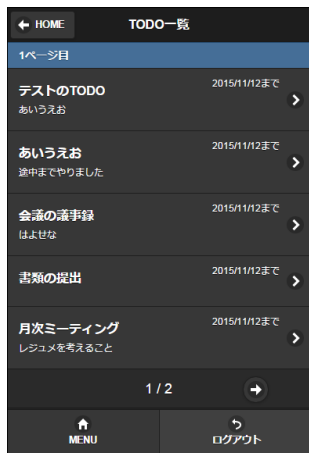 HOME
TODO一覧
1ページ目
テストのTODO
2015/11/12まで
あいうえお
あいうえお
2015/11/12まで
途中までやりました
会議の議事録
2015/11/12まで
はよせな
書類の提出
2015/11/12まで
月次ミーティング
2015/11/12まで
レジュメを考えること
1 / 2
MENU
ログアウト